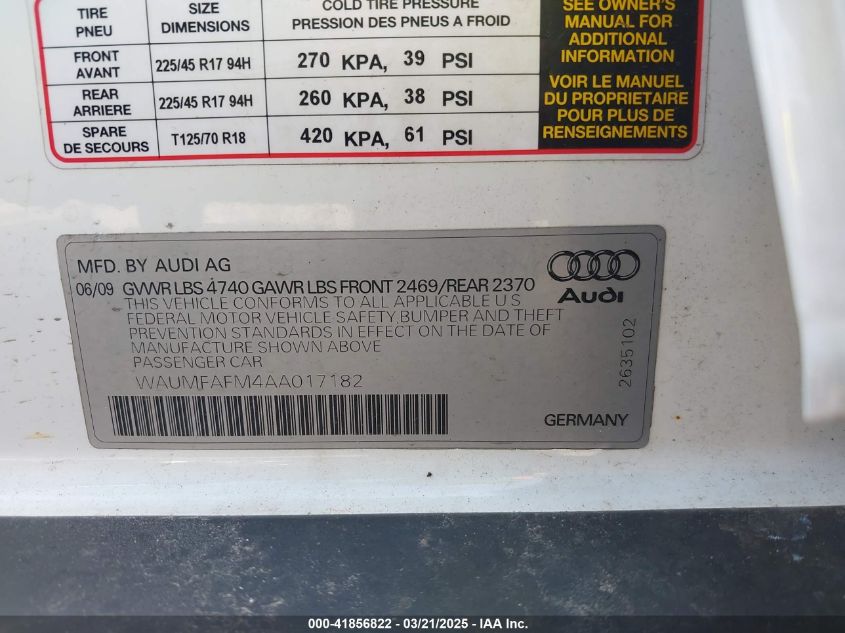 TIRE
PNEU
SIZE
DIMENSIONS
COLD TIRE PRESSURE
PRESSION DES PNEUS A FROID
FRONT
AVANT
225/45 R17 94H
270 KPA, 39 PSI
REAR
ARRIERE
225/45 R17 94H
260 KPA, 38 PSI
SPARE
DE SECOURS
T125/70 R18
420 KPA, 61 PSI
SEE OWNER'S
MANUAL FOR
ADDITIONAL
INFORMATION
VOIR LE MANUEL
DU PROPRIETAIRE
POUR PLUS DE
RENSEIGNEMENTS
MFD. BY AUDI AG
06/09 GVWR LBS 4740 GAWR LBS FRONT 2469/REAR 2370
THIS VEHICLE CONFORMS TO ALL APPLICABLE U S
FEDERAL MOTOR VEHICLE SAFETY,BUMPER AND THEFT
PREVENTION STANDARDS IN EFFECT ON THE DATE OF
MANUFACTURE SHOWN ABOVE
PASSENGER CAR
WAUMFAFM4AA017182
Audi
2635102
GERMANY
000-41856822 / 03/21/2025 - IAA Inc.